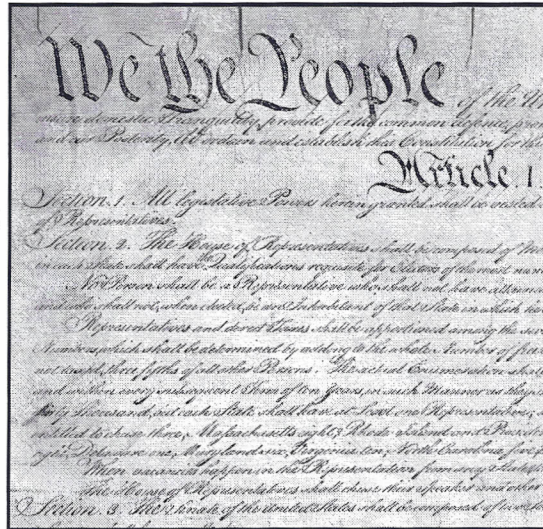 We the People of the Un
insure domestic Tranquility, provide for the common defence, prom
and our Posterity, do ordain and establish this Constitution for the
Article. I.
Section. 1. All legislative Powers herein granted shall be vested
of Representatives.
Section. 2. The House of Representatives shall be composed of Mem
in each State shall have the Qualifications requisite for Electors of the most num
No Person shall be a Representative who shall not have attained
and who shall not, when elected, be an Inhabitant of that State in which he
Representatives and direct Taxes shall be apportioned among the seve
Numbers, which shall be determined by adding to the whole Number of free
not taxed, three fifths of all other Persons. The actual Enumeration shall
and within every subsequent Term of ten Years, in such Manner as they
thirty Thousand, but each State shall have at Least one Representative;
entitled to chuse three, Massachusetts eight, Rhode Island and Provid
eight, Delaware one, Maryland six, Virginia ten, North Carolina five,
When vacancies happen in the Representation from any State,
The House of Representatives shall chuse their Speaker and other
Section. 3. The Senate of the United States shall be composed of two